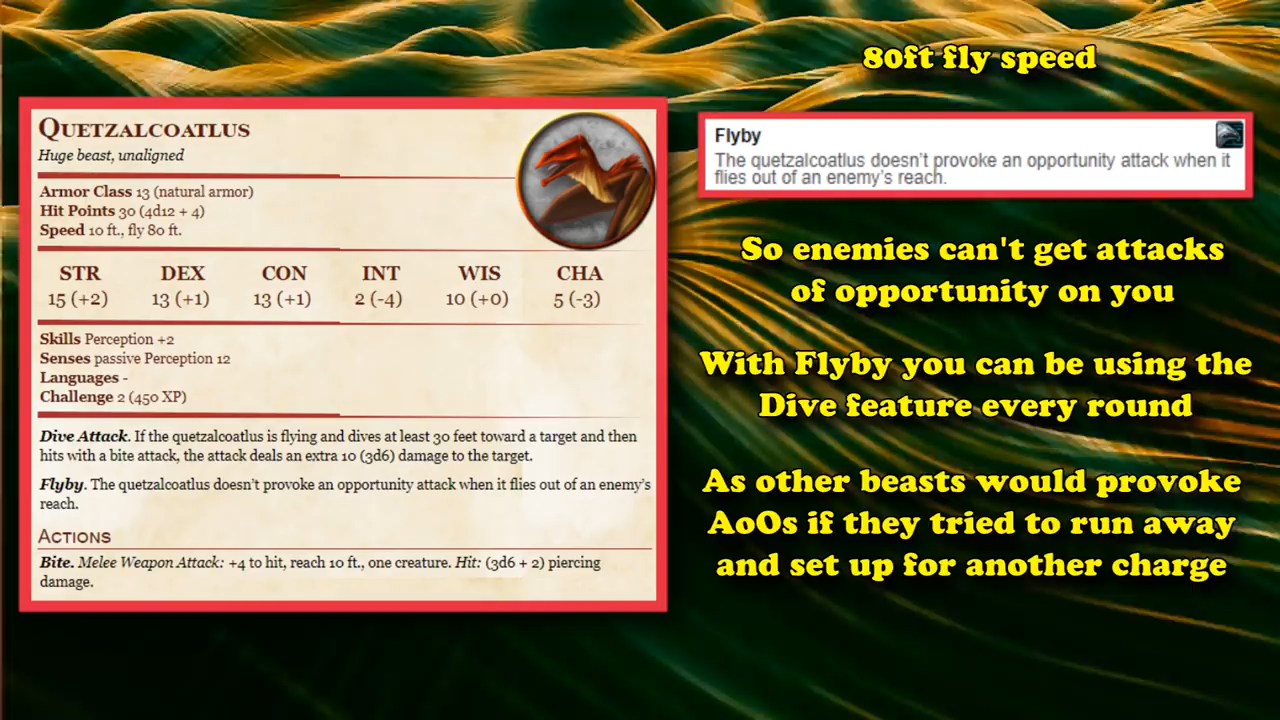 80ft fly speed
Quetzalcoatlus
Huge beast, unaligned
Armor Class 13 (natural armor)
Hit Points 30 (4d12 + 4)
Speed 10 ft., fly 80 ft.
STR DEX CON INT WIS CHA
15 (+2) 13 (+1) 13 (+1) 2 (-4) 10 (+0) 5 (-3)
Skills Perception +2
Senses passive Perception 12
Languages -
Challenge 2 (450 XP)
Dive Attack. If the quetzalcoatlus is flying and dives at least 30 feet toward a target and then
hits with a bite attack, the attack deals an extra 10 (3d6) damage to the target.
Flyby. The quetzalcoatlus doesn't provoke an opportunity attack when it flies out of an enemy's
reach.
Actions
Bite. Melee Weapon Attack: +4 to hit, reach 10 ft., one creature. Hit: (3d6 + 2) piercing
damage.
Flyby
The quetzalcoatlus doesn't provoke an opportunity attack when it
flies out of an enemy's reach.
So enemies can't get attacks
of opportunity on you
With Flyby you can be using the
Dive feature every round
As other beasts would provoke
AoOs if they tried to run away
and set up for another charge